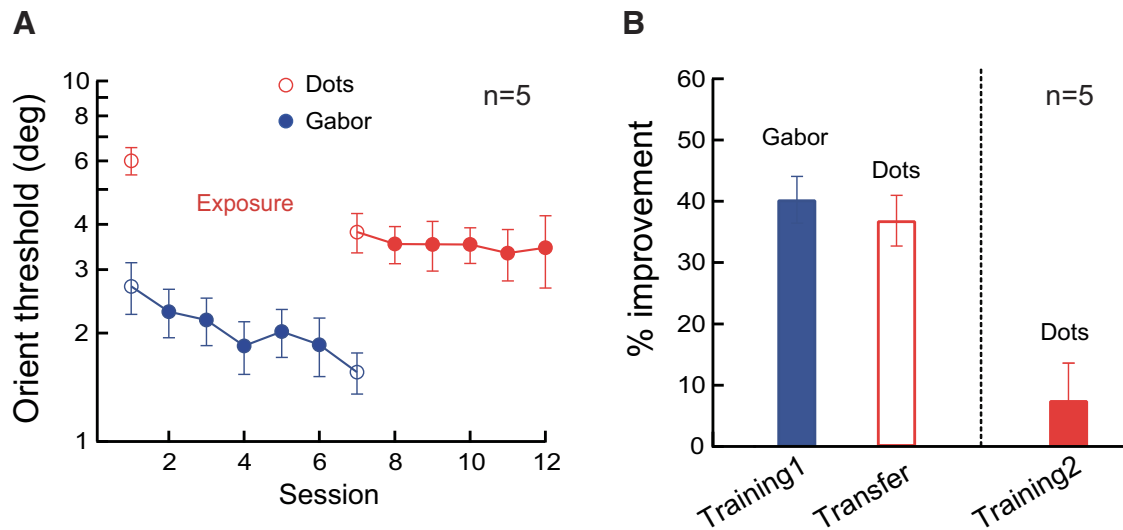 A
Orient threshold (deg)
10
8
6
4
3
2
1
Dots
Gabor
n=5
Exposure
2
4
6
8
10
12
Session
B
% improvement
60
50
40
30
20
10
0
n=5
Gabor
Dots
Dots
Training1
Transfer
Training2